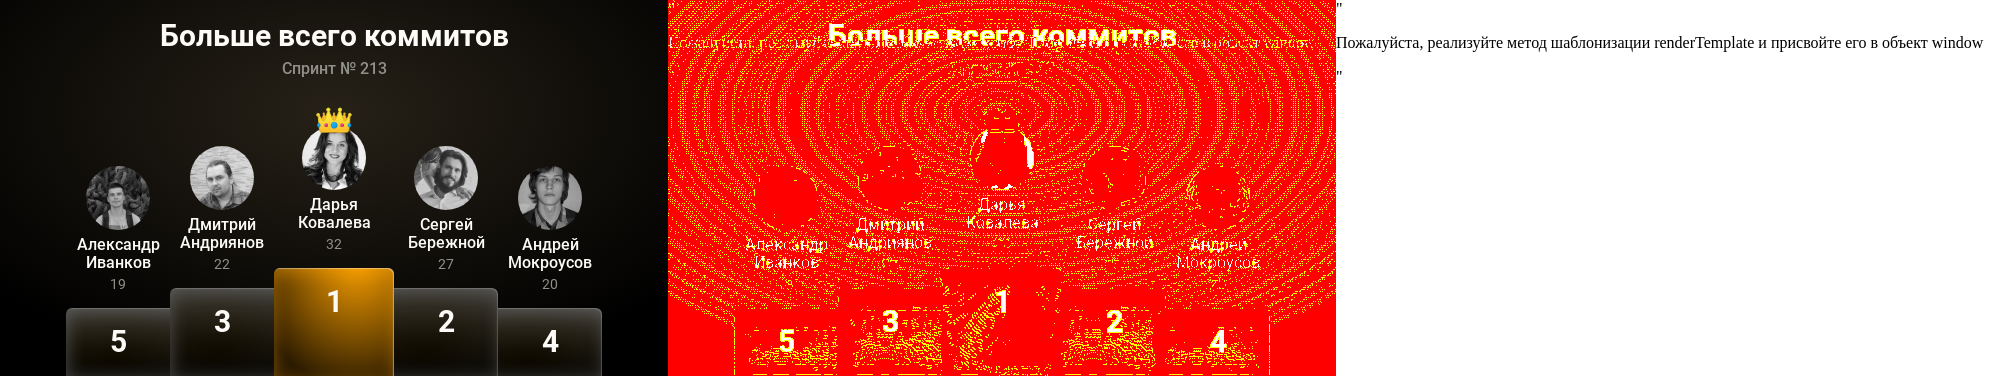 Больше всего коммитов
Спринт № 213
Дарья
Ковалева
32
Дмитрий
Андриянов
22
Сергей
Бережной
27
Александр
Иванков
19
Андрей
Мокроусов
20
1
3
2
5
4
Больше всего коммитов
Дарья
Ковалева
Дмитрий
Андриянов
Сергей
Бережной
Александр
Иванков
Андрей
Мокроусов
1
3
2
5
4
"
Пожалуйста, реализуйте метод шаблонизации renderTemplate и присвойте его в объект window
"